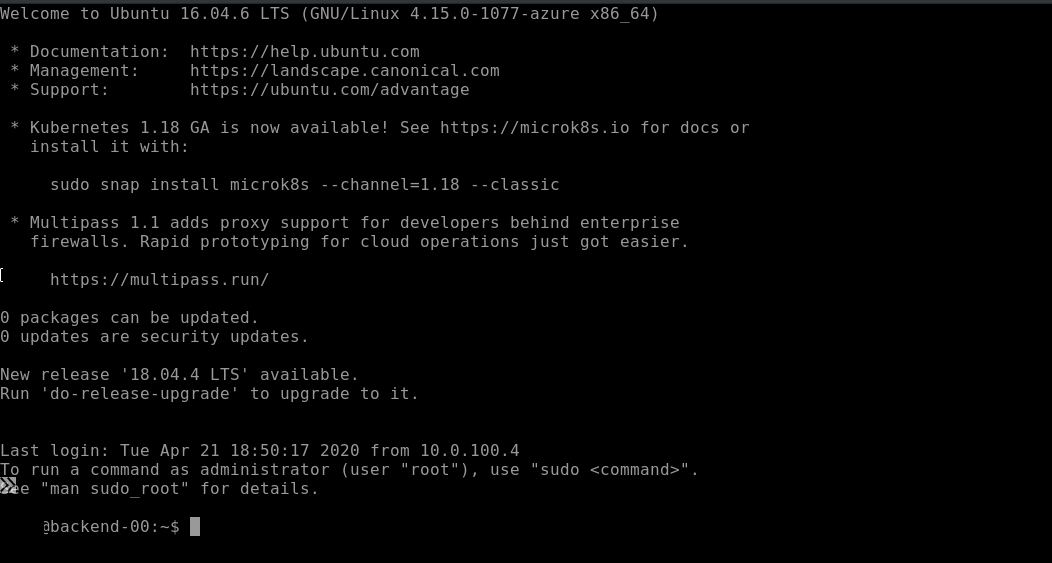 Welcome to Ubuntu 16.04.6 LTS (GNU/Linux 4.15.0-1077-azure x86_64)
* Documentation: https://help.ubuntu.com
* Management: https://landscape.canonical.com
* Support: https://ubuntu.com/advantage
* Kubernetes 1.18 GA is now available! See https://microk8s.io for docs or
install it with:
sudo snap install microk8s --channel=1.18 --classic
* Multipass 1.1 adds proxy support for developers behind enterprise
firewalls. Rapid prototyping for cloud operations just got easier.
https://multipass.run/
0 packages can be updated.
0 updates are security updates.
New release '18.04.4 LTS' available.
Run 'do-release-upgrade' to upgrade to it.
Last login: Tue Apr 21 18:50:17 2020 from 10.0.100.4
To run a command as administrator (user "root"), use "sudo <command>".
See "man sudo_root" for details.
@backend-00:~$